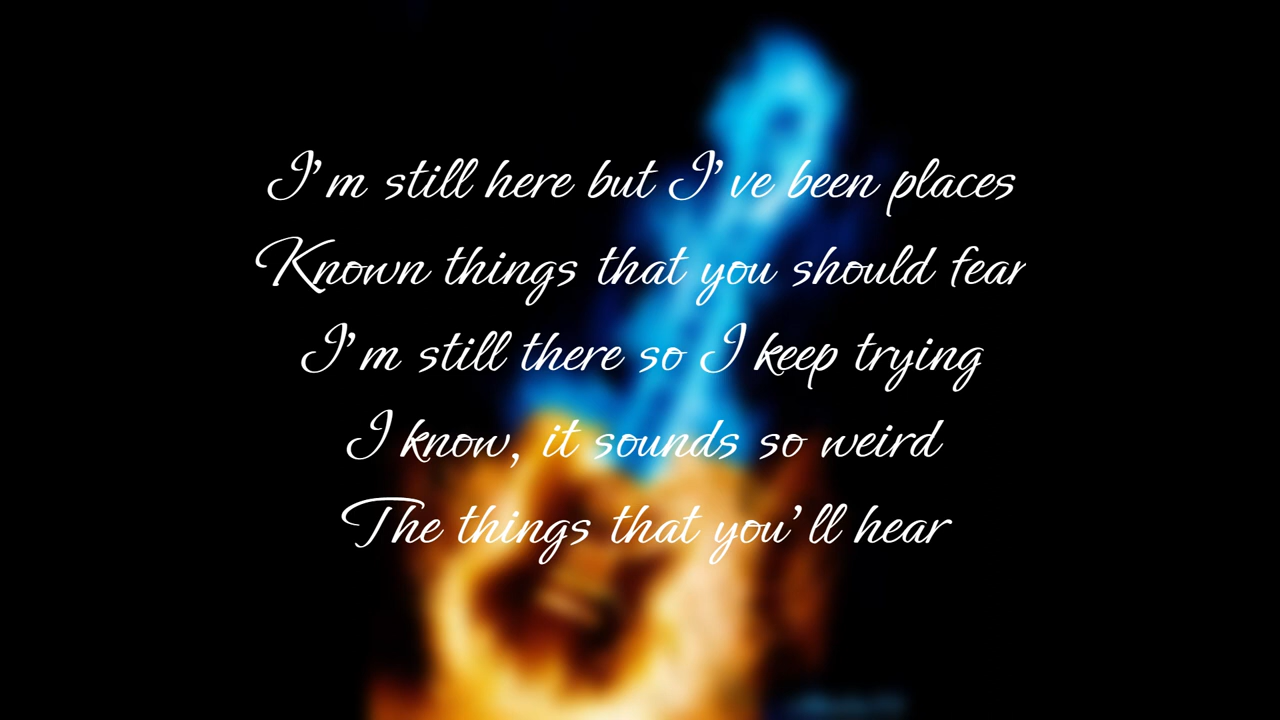 I'm still here but I've been places
Known things that you should fear
I'm still there so I keep trying
I know, it sounds so weird
The things that you'll hear